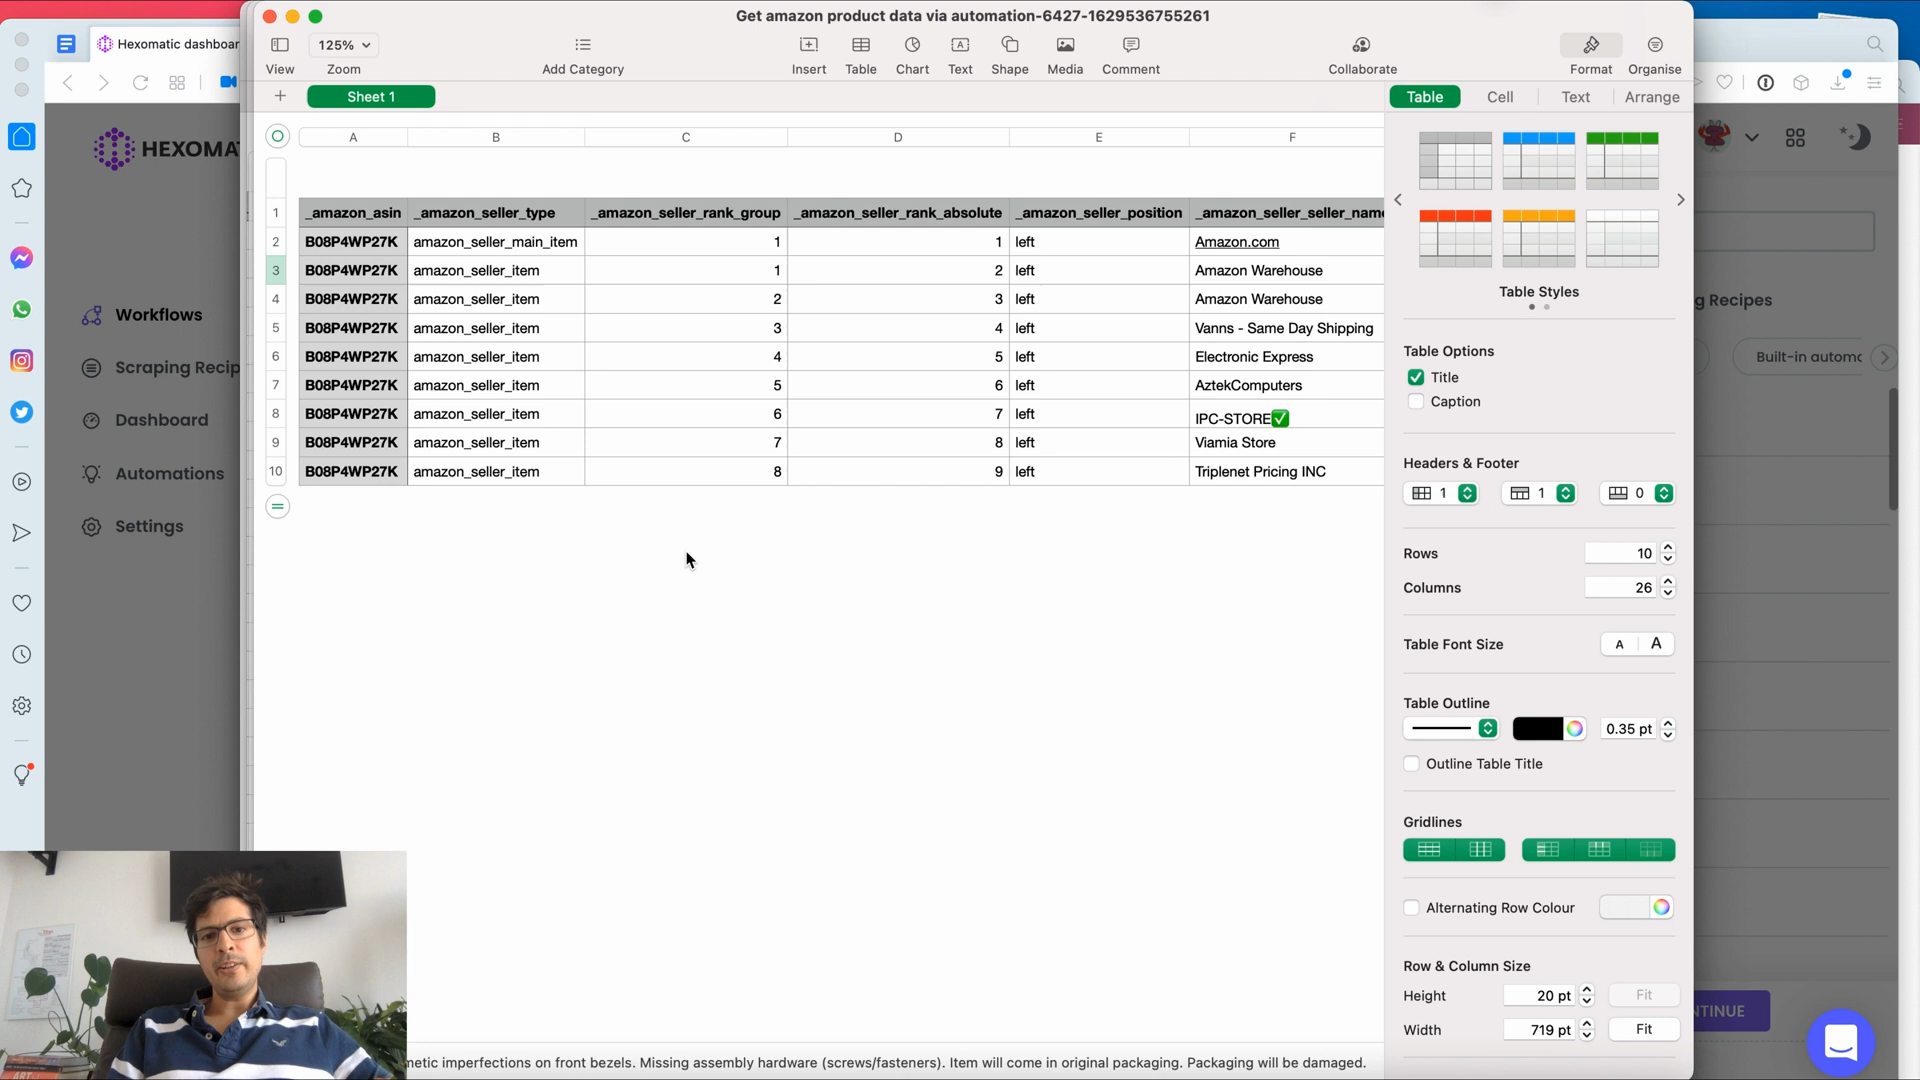 Get amazon product data via automation-6427-1629536755261
Hexomatic dashboar
125%
View
Zoom
Add Category
Insert
Table
Chart
Text
Shape
Media
Comment
Collaborate
Format
Organise
Sheet 1
Table
Cell
Text
Arrange
HEXOMA
Workflows
Scraping Recip
Dashboard
Automations
Settings
A B C D E F
1 _amazon_asin _amazon_seller_type _amazon_seller_rank_group _amazon_seller_rank_absolute _amazon_seller_position _amazon_seller_seller_name
2 B08P4WP27K amazon_seller_main_item 1 1 left Amazon.com
3 B08P4WP27K amazon_seller_item 1 2 left Amazon Warehouse
4 B08P4WP27K amazon_seller_item 2 3 left Amazon Warehouse
5 B08P4WP27K amazon_seller_item 3 4 left Vanns - Same Day Shipping
6 B08P4WP27K amazon_seller_item 4 5 left Electronic Express
7 B08P4WP27K amazon_seller_item 5 6 left AztekComputers
8 B08P4WP27K amazon_seller_item 6 7 left IPC-STORE✅
9 B08P4WP27K amazon_seller_item 7 8 left Viamia Store
10 B08P4WP27K amazon_seller_item 8 9 left Triplenet Pricing INC
Table Styles
Table Options
Title
Caption
Headers & Footer
1 1 0
Rows 10
Columns 26
Table Font Size A A
Table Outline
0.35 pt
Outline Table Title
Gridlines
Alternating Row Colour
Row & Column Size
Height 20 pt Fit
Width 719 pt Fit
g Recipes
Built-in automa
NTINUE
metic imperfections on front bezels. Missing assembly hardware (screws/fasteners). Item will come in original packaging. Packaging will be damaged.